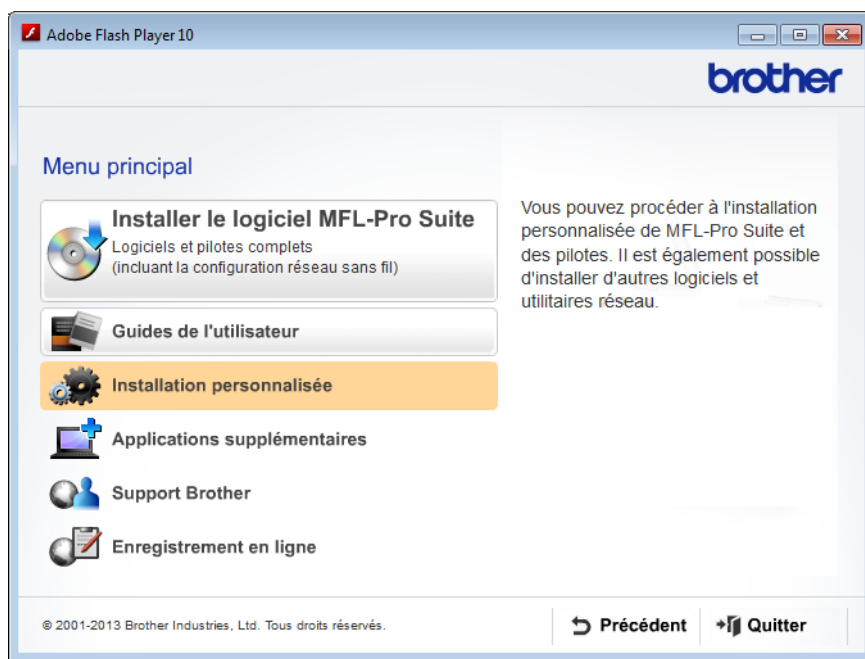 Adobe Flash Player 10
brother
Menu principal
Installer le logiciel MFL-Pro Suite
Logiciels et pilotes complets
(incluant la configuration réseau sans fil)
Guides de l'utilisateur
Installation personnalisée
Applications supplémentaires
Support Brother
Enregistrement en ligne
Vous pouvez procéder à l'installation
personnalisée de MFL-Pro Suite et
des pilotes. Il est également possible
d'installer d'autres logiciels et
utilitaires réseau.
© 2001-2013 Brother Industries, Ltd. Tous droits réservés.
Précédent
Quitter